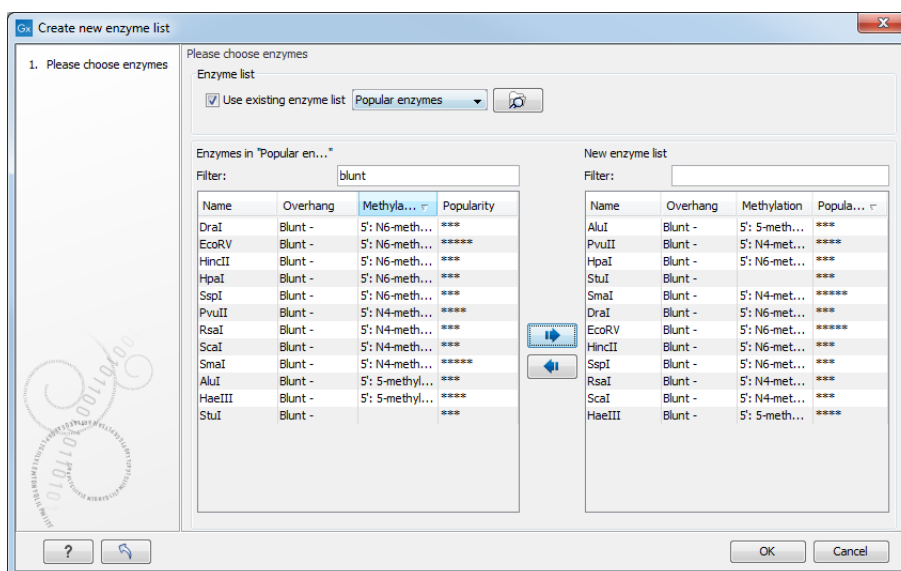 Gx Create new enzyme list X
1. Please choose enzymes
Please choose enzymes
Enzyme list
Use existing enzyme list Popular enzymes
Enzymes in "Popular en..."
Filter: blunt
Name Overhang Methyla... Popularity
DraI Blunt - 5': N6-meth... ***
EcoRV Blunt - 5': N6-meth... *****
HincII Blunt - 5': N6-meth... ***
HpaI Blunt - 5': N6-meth... ***
SspI Blunt - 5': N6-meth... ***
PvuII Blunt - 5': N4-meth... ****
RsaI Blunt - 5': N4-meth... ***
ScaI Blunt - 5': N4-meth... ***
SmaI Blunt - 5': N4-meth... *****
AluI Blunt - 5': 5-methyl... ***
HaeIII Blunt - 5': 5-methyl... ****
StuI Blunt - ***
New enzyme list
Filter:
Name Overhang Methylation Popula...
AluI Blunt - 5': 5-meth... ***
PvuII Blunt - 5': N4-met... ****
HpaI Blunt - 5': N6-met... ***
StuI Blunt - ***
SmaI Blunt - 5': N4-met... *****
DraI Blunt - 5': N6-met... ***
EcoRV Blunt - 5': N6-met... *****
HincII Blunt - 5': N6-met... ***
SspI Blunt - 5': N6-met... ***
RsaI Blunt - 5': N4-met... ***
ScaI Blunt - 5': N4-met... ***
HaeIII Blunt - 5': 5-meth... ****
? OK Cancel